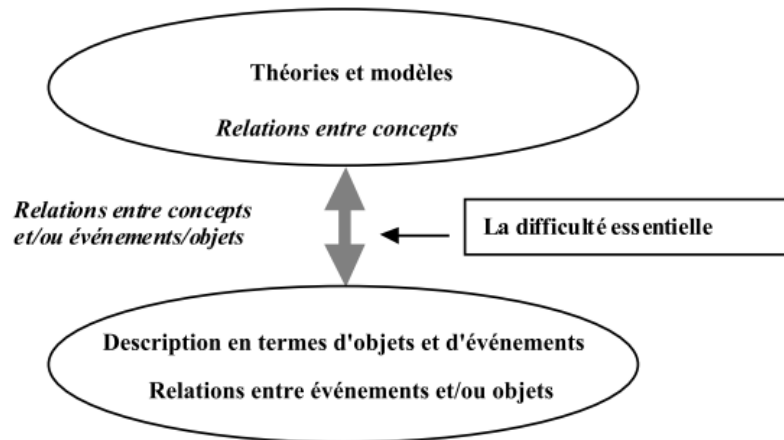 Théories et modèles
Relations entre concepts
Relations entre concepts
et/ou événements/objets
La difficulté essentielle
Description en termes d'objets et d'événements
Relations entre événements et/ou objets